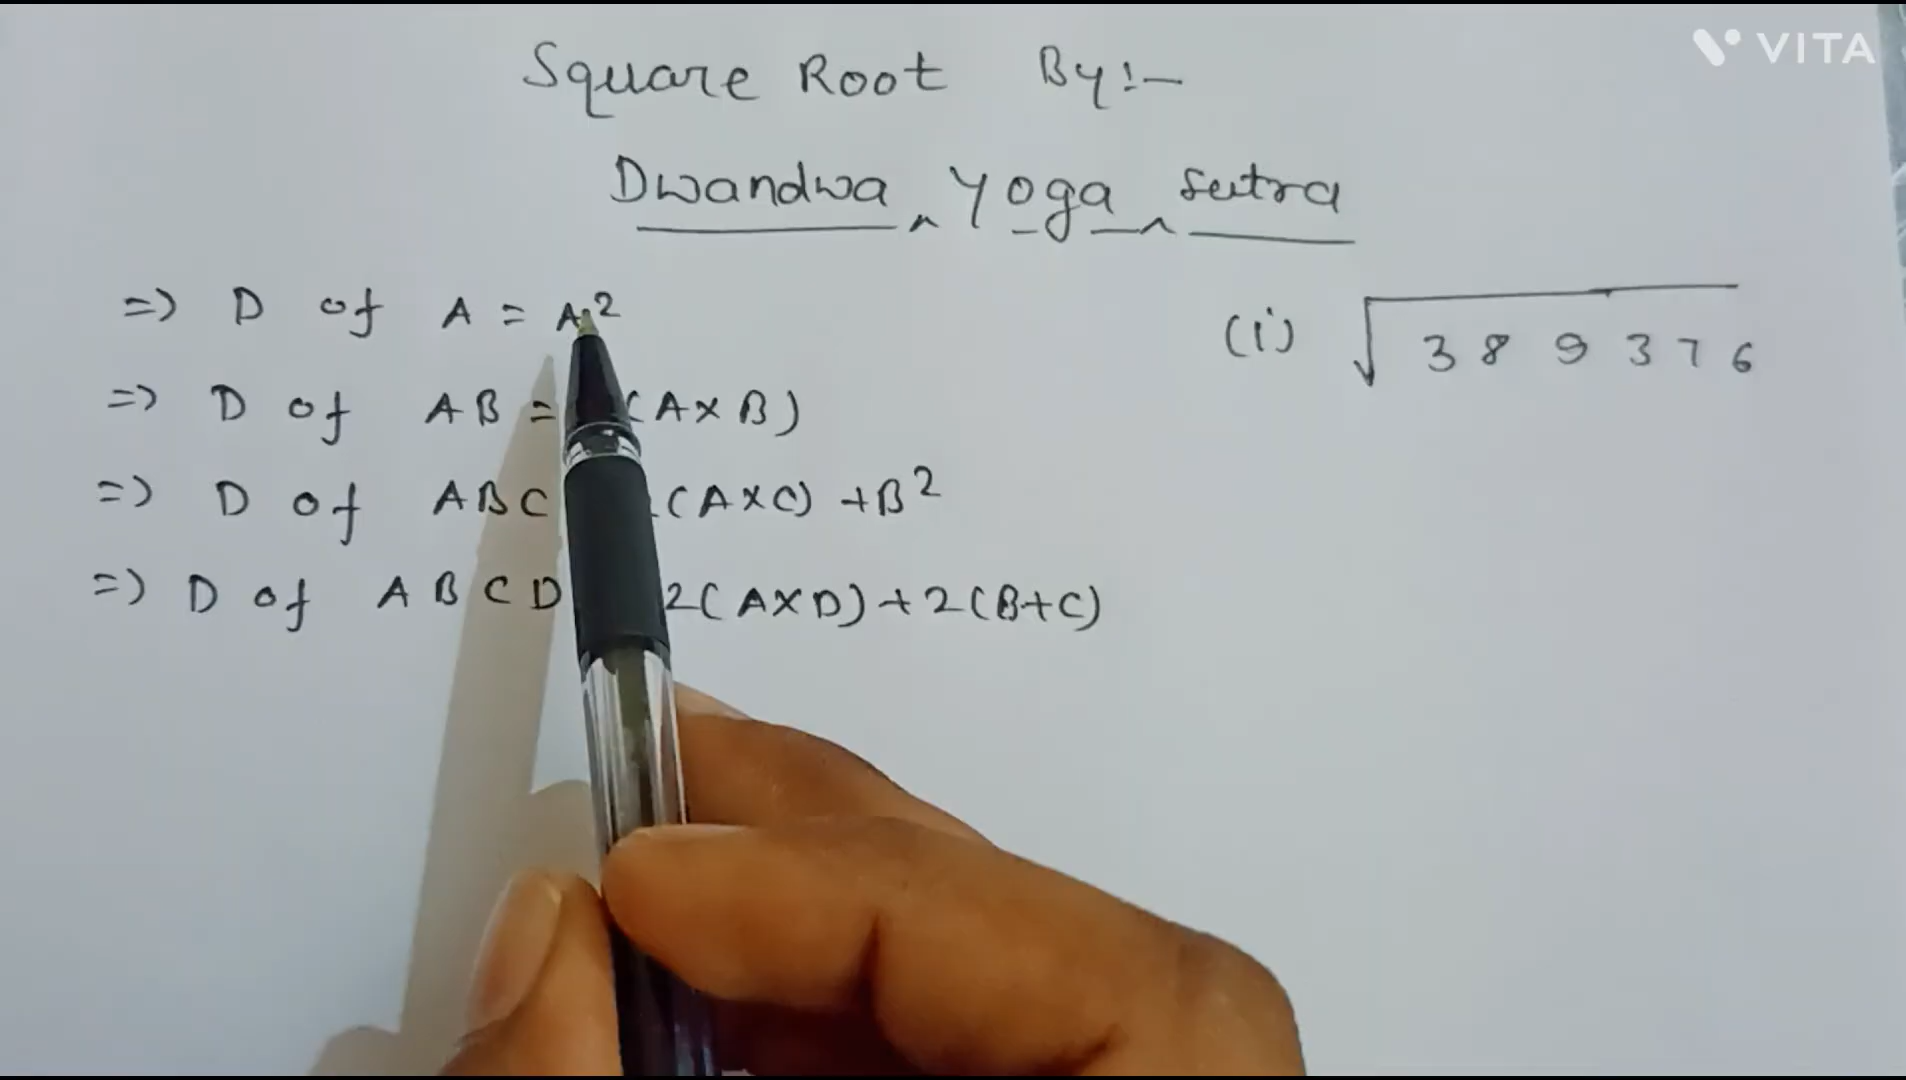 VITA
Square Root By:-
Dwandwa Yoga Sutra
=> D of A = A²
(i) √389376
=> D of AB = (A×B)
=> D of ABC (A×C) +B²
=> D of ABCD 2(A×D)+2(B+C)